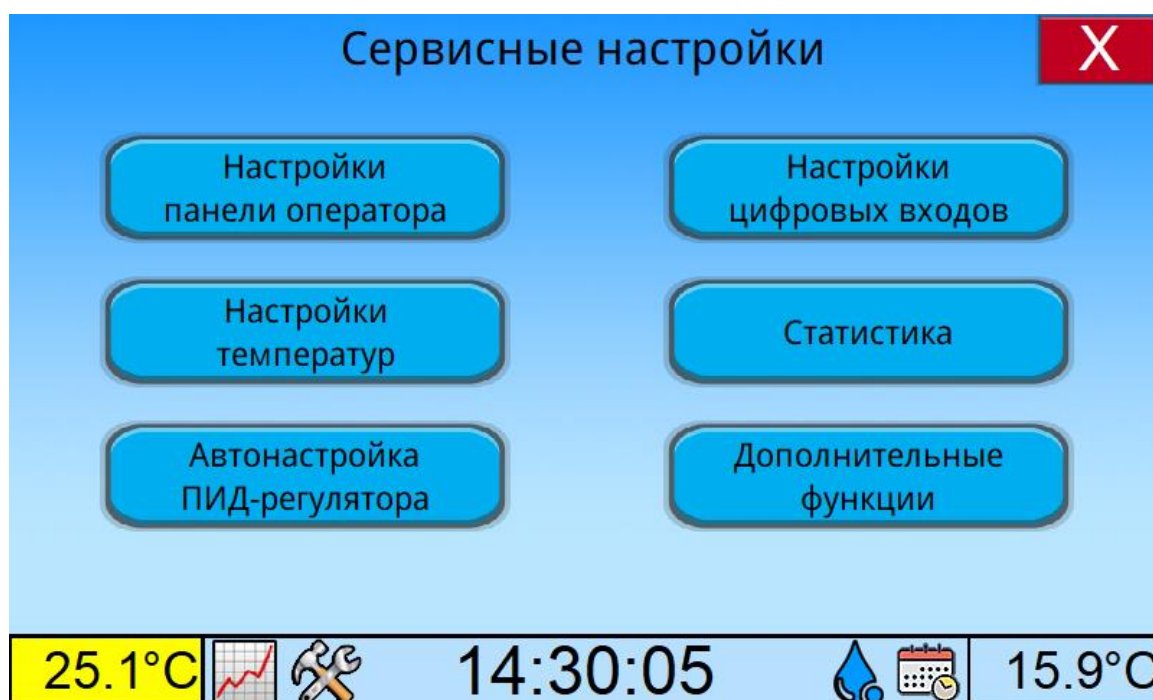 Сервисные настройки
X
Настройки
панели оператора
Настройки
цифровых входов
Настройки
температур
Статистика
Автонастройка
ПИД-регулятора
Дополнительные
функции
25.1°C
14:30:05
15.9°C